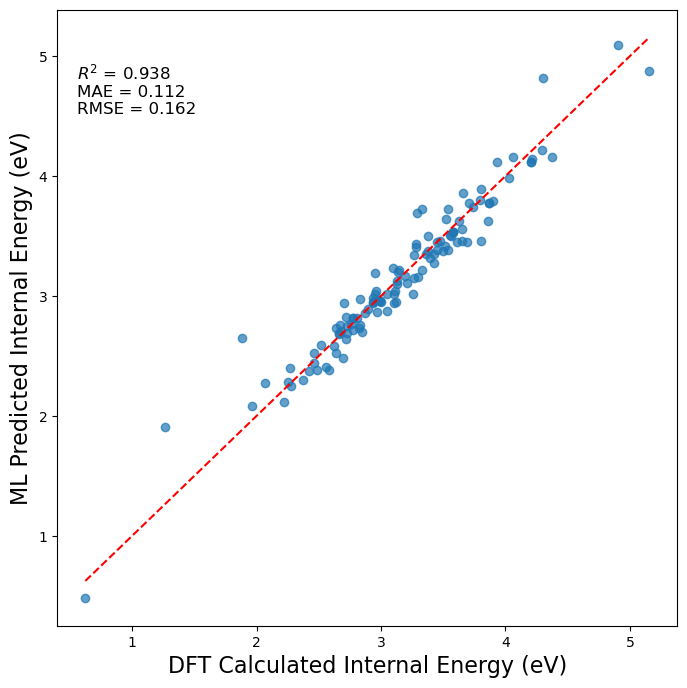 5
R² = 0.938
MAE = 0.112
RMSE = 0.162
4
3
2
1
ML Predicted Internal Energy (eV)
1 2 3 4 5
DFT Calculated Internal Energy (eV)